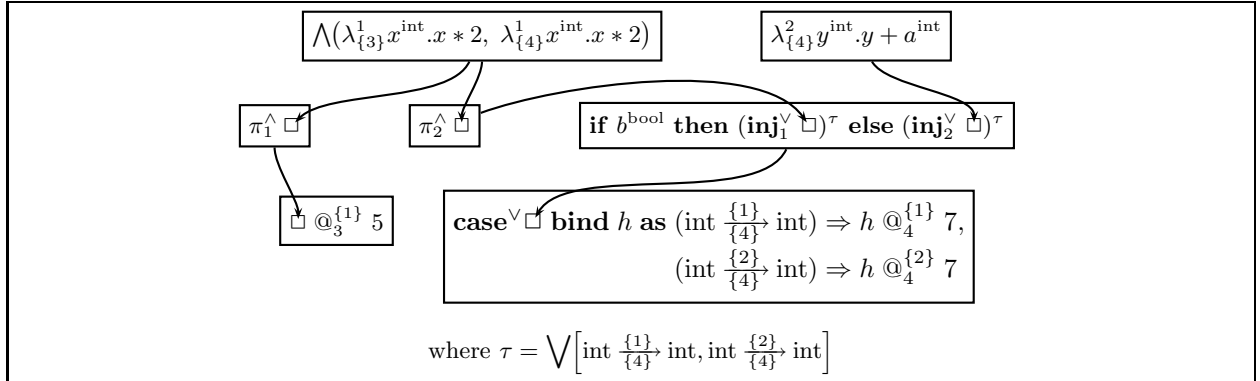 ⋀(λ^1_{3} x^int . x ∗ 2, λ^1_{4} x^int . x ∗ 2) λ^2_{4} y^int . y + a^int
π^∧_1 □ π^∧_2 □ if b^bool then (inj^∨_1 □)^τ else (inj^∨_2 □)^τ
□ @^{1}_3 5 case^∨ □ bind h as (int –{1}/{4}→ int) ⇒ h @^{1}_4 7,
(int –{2}/{4}→ int) ⇒ h @^{2}_4 7
where τ = ⋁[int –{1}/{4}→ int, int –{2}/{4}→ int]